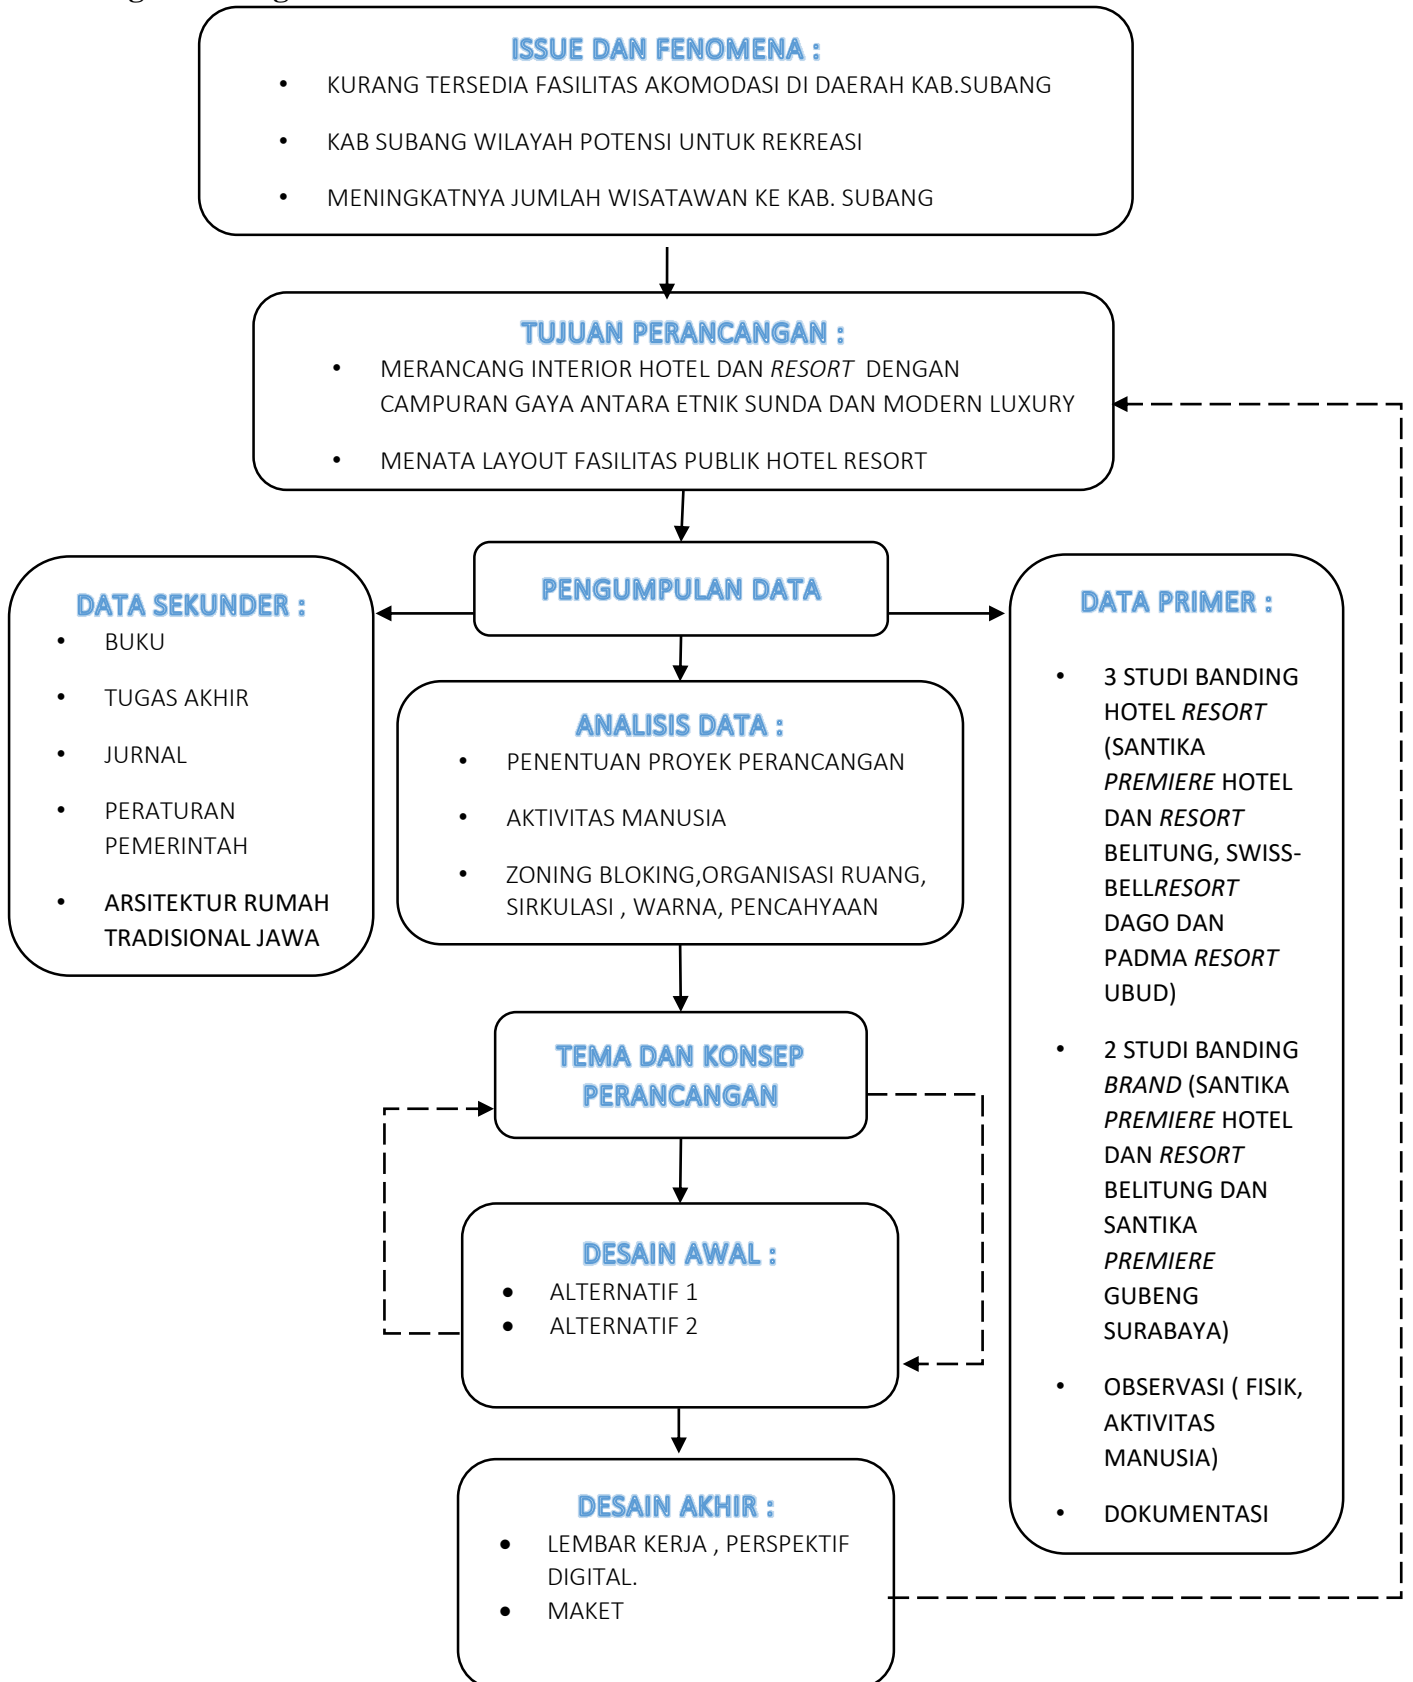 ISSUE DAN FENOMENA :
• KURANG TERSEDIA FASILITAS AKOMODASI DI DAERAH KAB.SUBANG
• KAB SUBANG WILAYAH POTENSI UNTUK REKREASI
• MENINGKATNYA JUMLAH WISATAWAN KE KAB. SUBANG
TUJUAN PERANCANGAN :
• MERANCANG INTERIOR HOTEL DAN RESORT DENGAN
CAMPURAN GAYA ANTARA ETNIK SUNDA DAN MODERN LUXURY
• MENATA LAYOUT FASILITAS PUBLIK HOTEL RESORT
PENGUMPULAN DATA
DATA SEKUNDER :
• BUKU
• TUGAS AKHIR
• JURNAL
• PERATURAN
PEMERINTAH
• ARSITEKTUR RUMAH
TRADISIONAL JAWA
DATA PRIMER :
• 3 STUDI BANDING
HOTEL RESORT
(SANTIKA
PREMIERE HOTEL
DAN RESORT
BELITUNG, SWISS-
BELLRESORT
DAGO DAN
PADMA RESORT
UBUD)
• 2 STUDI BANDING
BRAND (SANTIKA
PREMIERE HOTEL
DAN RESORT
BELITUNG DAN
SANTIKA
PREMIERE
GUBENG
SURABAYA)
• OBSERVASI ( FISIK,
AKTIVITAS
MANUSIA)
• DOKUMENTASI
ANALISIS DATA :
• PENENTUAN PROYEK PERANCANGAN
• AKTIVITAS MANUSIA
• ZONING BLOKING,ORGANISASI RUANG,
SIRKULASI , WARNA, PENCAHYAAN
TEMA DAN KONSEP
PERANCANGAN
DESAIN AWAL :
• ALTERNATIF 1
• ALTERNATIF 2
DESAIN AKHIR :
• LEMBAR KERJA , PERSPEKTIF
DIGITAL.
• MAKET